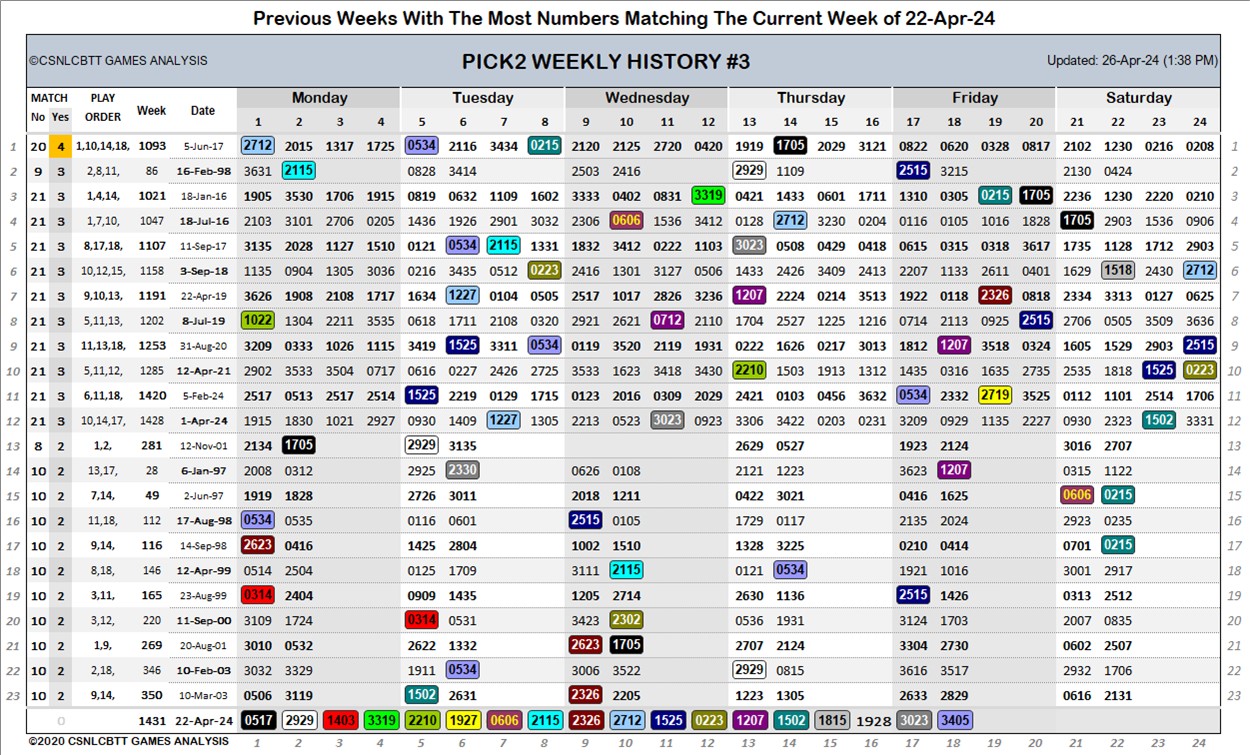 Previous Weeks With The Most Numbers Matching The Current Week of 22-Apr-24
©CSNLCBTT GAMES ANALYSIS PICK2 WEEKLY HISTORY #3 Updated: 26-Apr-24 (1:38 PM)
MATCH PLAY Week Date Monday Tuesday Wednesday Thursday Friday Saturday
No Yes ORDER 1 2 3 4 5 6 7 8 9 10 11 12 13 14 15 16 17 18 19 20 21 22 23 24
1 20 4 1,10,14,18, 1093 5-Jun-17 2712 2015 1317 1725 0534 2116 3434 0215 2120 2125 2720 0420 1919 1705 2029 3121 0822 0620 0328 0817 2102 1230 0216 0208 1
2 9 3 2,8,11, 86 16-Feb-98 3631 2115 0828 3414 2503 2416 2929 1109 2515 3215 2130 0424 2
3 21 3 1,4,14, 1021 18-Jan-16 1905 3530 1706 1915 0819 0632 1109 1602 3333 0402 0831 3319 0421 1433 0601 1711 1310 0305 0215 1705 2236 1230 2220 0210 3
4 21 3 1,7,10, 1047 18-Jul-16 2103 3101 0726 0205 1436 1926 2901 3032 2306 0606 1536 3412 0128 2712 3230 0204 0116 0105 1016 1828 1705 2903 1536 0906 4
5 21 3 8,17,18, 1107 11-Sep-17 3135 2028 1127 1510 0121 0534 2115 1331 1832 3412 0222 1103 3023 0508 0429 0418 0615 0315 0318 3617 1735 1128 1712 2903 5
6 21 3 10,12,15, 1158 3-Sep-18 1135 0904 1305 3036 0216 3435 0512 0223 2416 1301 3127 0506 1433 2426 3409 2413 2207 1133 2611 0401 1629 1518 2430 2712 6
7 21 3 9,10,13, 1191 22-Apr-19 3626 1908 2108 1717 1634 1227 0104 0505 2517 1017 2826 3236 1207 2224 0214 3513 1922 0118 2326 0818 2334 3313 0127 0625 7
8 21 3 5,11,13, 1202 8-Jul-19 1022 1304 2211 3535 0618 1711 2108 0320 2921 2621 0712 2110 1704 2527 1225 1216 0714 2113 0925 2515 2706 0505 3509 3636 8
9 21 3 11,13,18, 1253 31-Aug-20 3209 0333 1026 1115 3419 1525 3311 0534 0119 3520 2119 1931 0222 1626 0217 3013 1812 1207 3518 0324 1605 1529 2903 2515 9
10 21 3 5,11,12, 1285 12-Apr-21 2902 3533 3504 0717 0616 0227 2426 2725 3533 1623 3418 3430 2210 1503 1913 1312 1435 0316 1635 2735 2535 1818 1525 0223 10
11 21 3 6,11,18, 1420 5-Feb-24 2517 0513 2517 2514 1525 2219 0129 1715 0123 2016 0309 2029 2421 0103 0456 3632 0534 2332 2719 3525 0112 1101 2514 1706 11
12 21 3 10,14,17, 1428 1-Apr-24 1915 1830 1021 2927 0930 1409 1227 1305 2213 0523 3023 0923 3306 3422 0203 0231 3209 0929 1135 2227 0930 2323 1502 3331 12
13 8 2 1,2, 281 12-Nov-01 2134 1705 2929 3135 2629 0527 1923 2124 3016 2707 13
14 10 2 13,17, 28 6-Jan-97 2008 0312 2925 2330 0626 0108 2121 1223 3623 1207 0315 1122 14
15 10 2 7,14, 49 2-Jun-97 1919 1828 2726 3011 2018 1211 0422 3021 0416 1625 0606 0215 15
16 10 2 11,18, 112 17-Aug-98 0534 0535 0116 0601 2515 0105 1729 0117 2135 2024 2923 0235 16
17 10 2 9,14, 116 14-Sep-98 2623 0416 1425 2804 1002 1510 1328 3225 0210 0414 0701 0215 17
18 10 2 8,18, 146 12-Apr-99 0514 2504 0125 1709 3111 2115 0121 0534 1921 1016 3001 2917 18
19 10 2 3,11, 165 23-Aug-99 0314 2404 0909 1435 1205 2714 2630 1136 2515 1426 0313 2512 19
20 10 2 3,12, 220 11-Sep-00 3109 1724 0314 0531 3423 2302 0536 1931 3124 1703 2007 0835 20
21 10 2 1,9, 269 20-Aug-01 3010 0532 2622 1332 2623 1705 2707 2124 3304 2730 0602 2507 21
22 10 2 2,18, 346 10-Feb-03 3032 3329 1911 0534 3006 3522 2929 0815 3616 3517 2932 1706 22
23 10 2 9,14, 350 10-Mar-03 0506 3119 1502 2631 2326 2205 1223 1305 2633 2829 0616 2131 23
0 1431 22-Apr-24 0517 2929 1403 3319 2210 1927 0606 2115 2326 2712 1525 0223 1207 1502 1815 1928 3023 3405
©2020 CSNLCBTT GAMES ANALYSIS 1 2 3 4 5 6 7 8 9 10 11 12 13 14 15 16 17 18 19 20 21 22 23 24